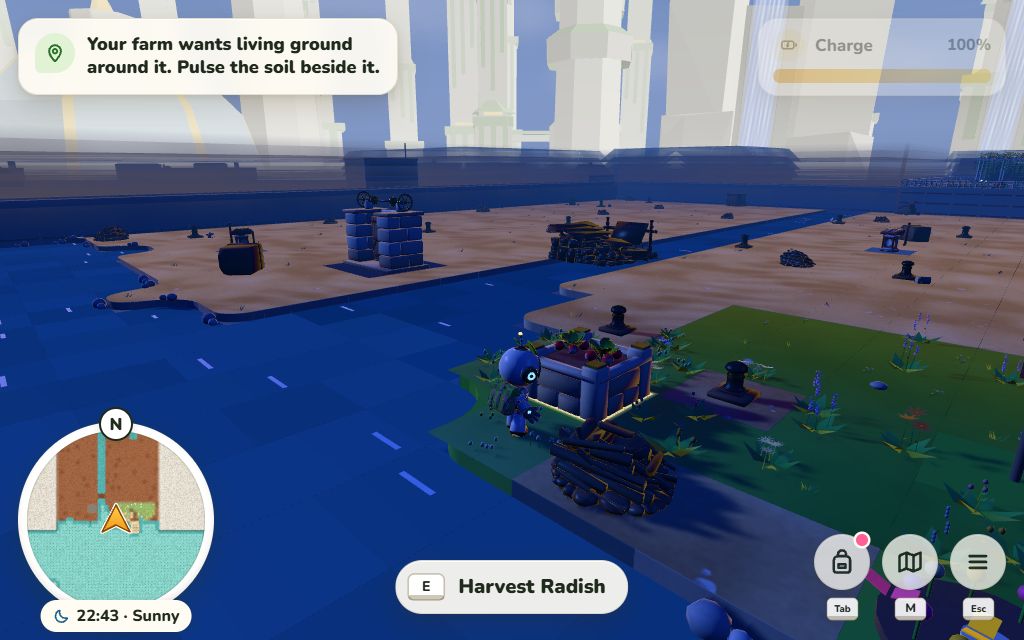 Your farm wants living ground
around it. Pulse the soil beside it.
Charge 100%
N
22:43 · Sunny
E Harvest Radish
Tab M Esc